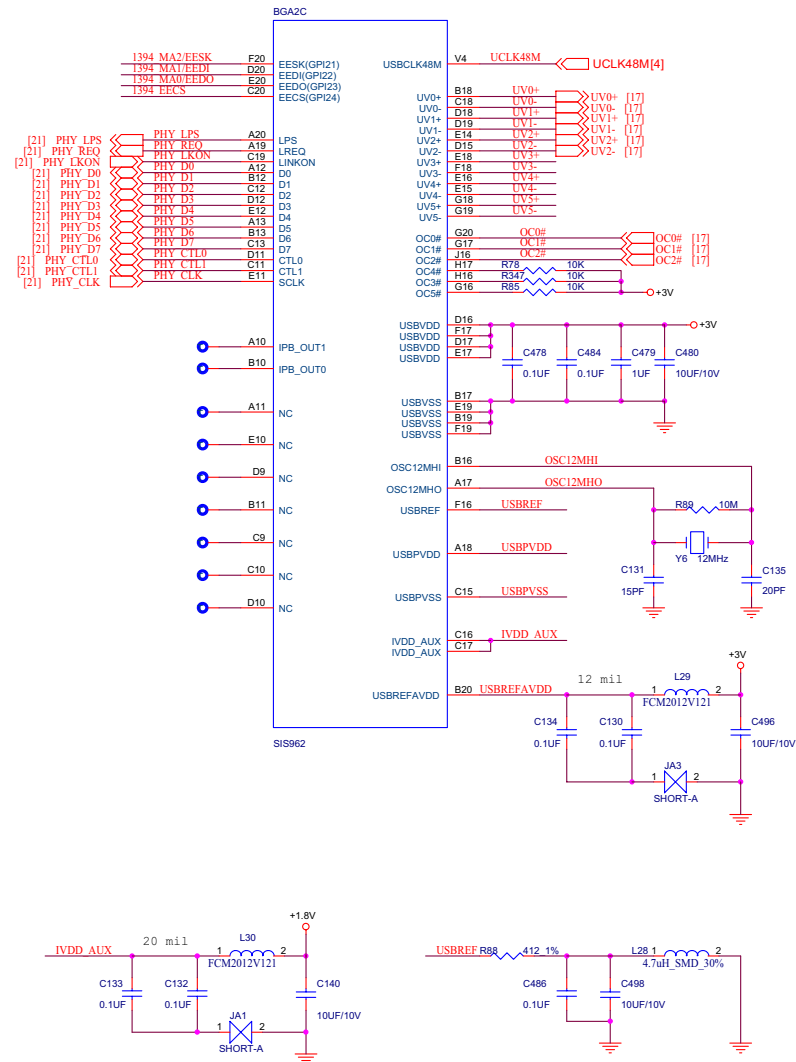 BGA2C
1394_MA2/EESK F20 EESK(GPI21)
1394_MA1/EEDI D20 EEDI(GPI22)
1394_MA0/EEDO E20 EEDO(GPI23)
1394_EECS C20 EECS(GPI24)
USBCLK48M V4 UCLK48M UCLK48M[4]
UV0+ B18 UV0+ UV0+ [17]
UV0- C18 UV0- UV0- [17]
UV1+ D18 UV1+ UV1+ [17]
UV1- D19 UV1- UV1- [17]
UV2+ E14 UV2+ UV2+ [17]
UV2- D15 UV2- UV2- [17]
UV3+ E18 UV3+
UV3- F18 UV3-
UV4+ E16 UV4+
UV4- E15 UV4-
UV5+ G18 UV5+
UV5- G19 UV5-
[21] PHY_LPS PHY_LPS A20 LPS
[21] PHY_REQ PHY_REQ A19 LREQ
[21] PHY_LKON PHY_LKON C19 LINKON
[21] PHY_D0 PHY_D0 A12 D0
[21] PHY_D1 PHY_D1 B12 D1
[21] PHY_D2 PHY_D2 C12 D2
[21] PHY_D3 PHY_D3 D12 D3
[21] PHY_D4 PHY_D4 E12 D4
[21] PHY_D5 PHY_D5 A13 D5
[21] PHY_D6 PHY_D6 B13 D6
[21] PHY_D7 PHY_D7 C13 D7
[21] PHY_CTL0 PHY_CTL0 D11 CTL0
[21] PHY_CTL1 PHY_CTL1 C11 CTL1
[21] PHY_CLK PHY_CLK E11 SCLK
OC0# G20 OC0# OC0# [17]
OC1# G17 OC1# OC1# [17]
OC2# J16 OC2# OC2# [17]
OC4# H17 R78 10K
OC3# H16 R347 10K
OC5# G16 R85 10K
+3V
USBVDD D16 +3V
USBVDD F17
USBVDD D17
USBVDD E17
A10 IPB_OUT1
B10 IPB_OUT0
C478 C484 C479 C480
0.1UF 0.1UF 1UF 10UF/10V
USBVSS B17
USBVSS E19
USBVSS B19
USBVSS F19
A11 NC
E10 NC
D9 NC
B11 NC
C9 NC
C10 NC
D10 NC
OSC12MHI B16 OSC12MHI
OSC12MHO A17 OSC12MHO
USBREF F16 USBREF
R89 10M
Y6 12MHz
USBPVDD A18 USBPVDD
C131 C135
15PF 20PF
USBPVSS C15 USBPVSS
IVDD_AUX C16 IVDD_AUX
IVDD_AUX C17
+3V
USBREFAVDD B20 USBREFAVDD 12 mil 1 L29 2
FCM2012V121
C134 C130 C496
0.1UF 0.1UF 10UF/10V
SIS962
JA3
1 2
SHORT-A
+1.8V
IVDD_AUX 20 mil 1 L30 2
FCM2012V121
C133 C132 C140
0.1UF 0.1UF 10UF/10V
JA1
1 2
SHORT-A
USBREF R88 412_1% L28 1 2
4.7uH_SMD_30%
C486 C498
0.1UF 10UF/10V